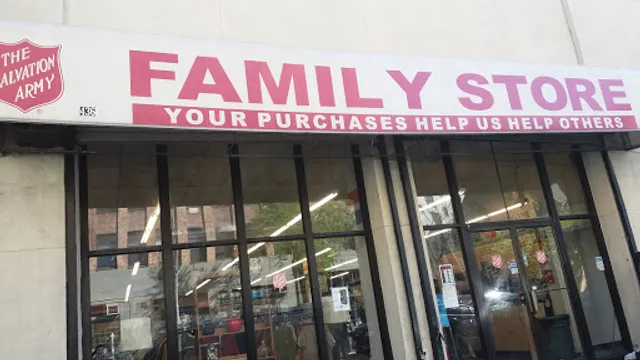 THE
SALVATION
ARMY
436
FAMILY STORE
YOUR PURCHASES HELP US HELP OTHERS